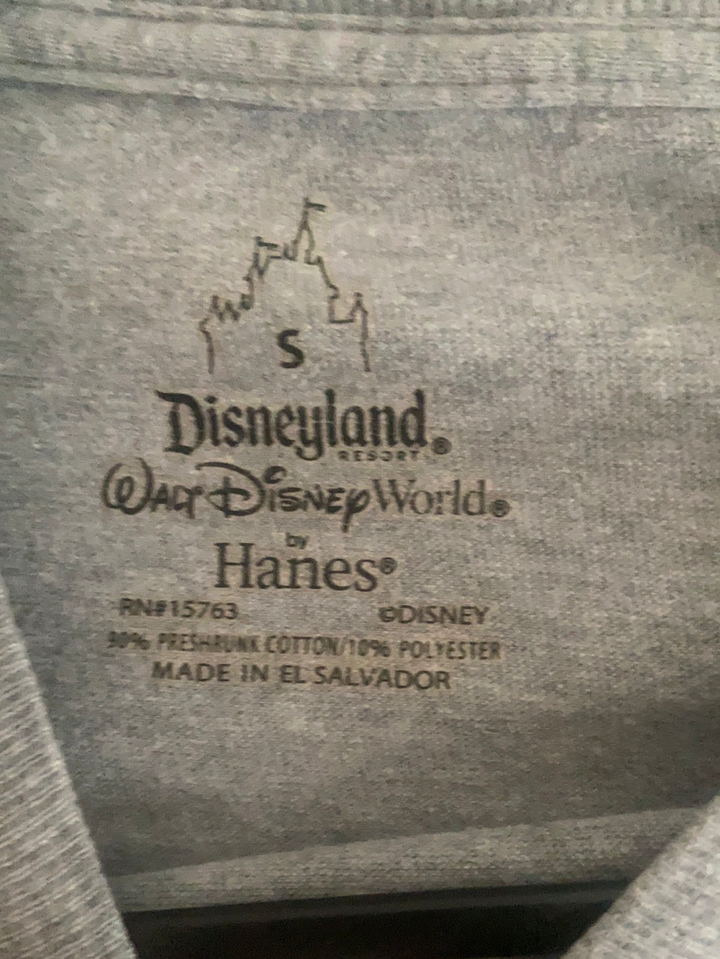 S
Disneyland®
RESORT
WALT DISNEY World®
by
Hanes®
RN#15763 ©DISNEY
90% PRESHRUNK COTTON/10% POLYESTER
MADE IN EL SALVADOR